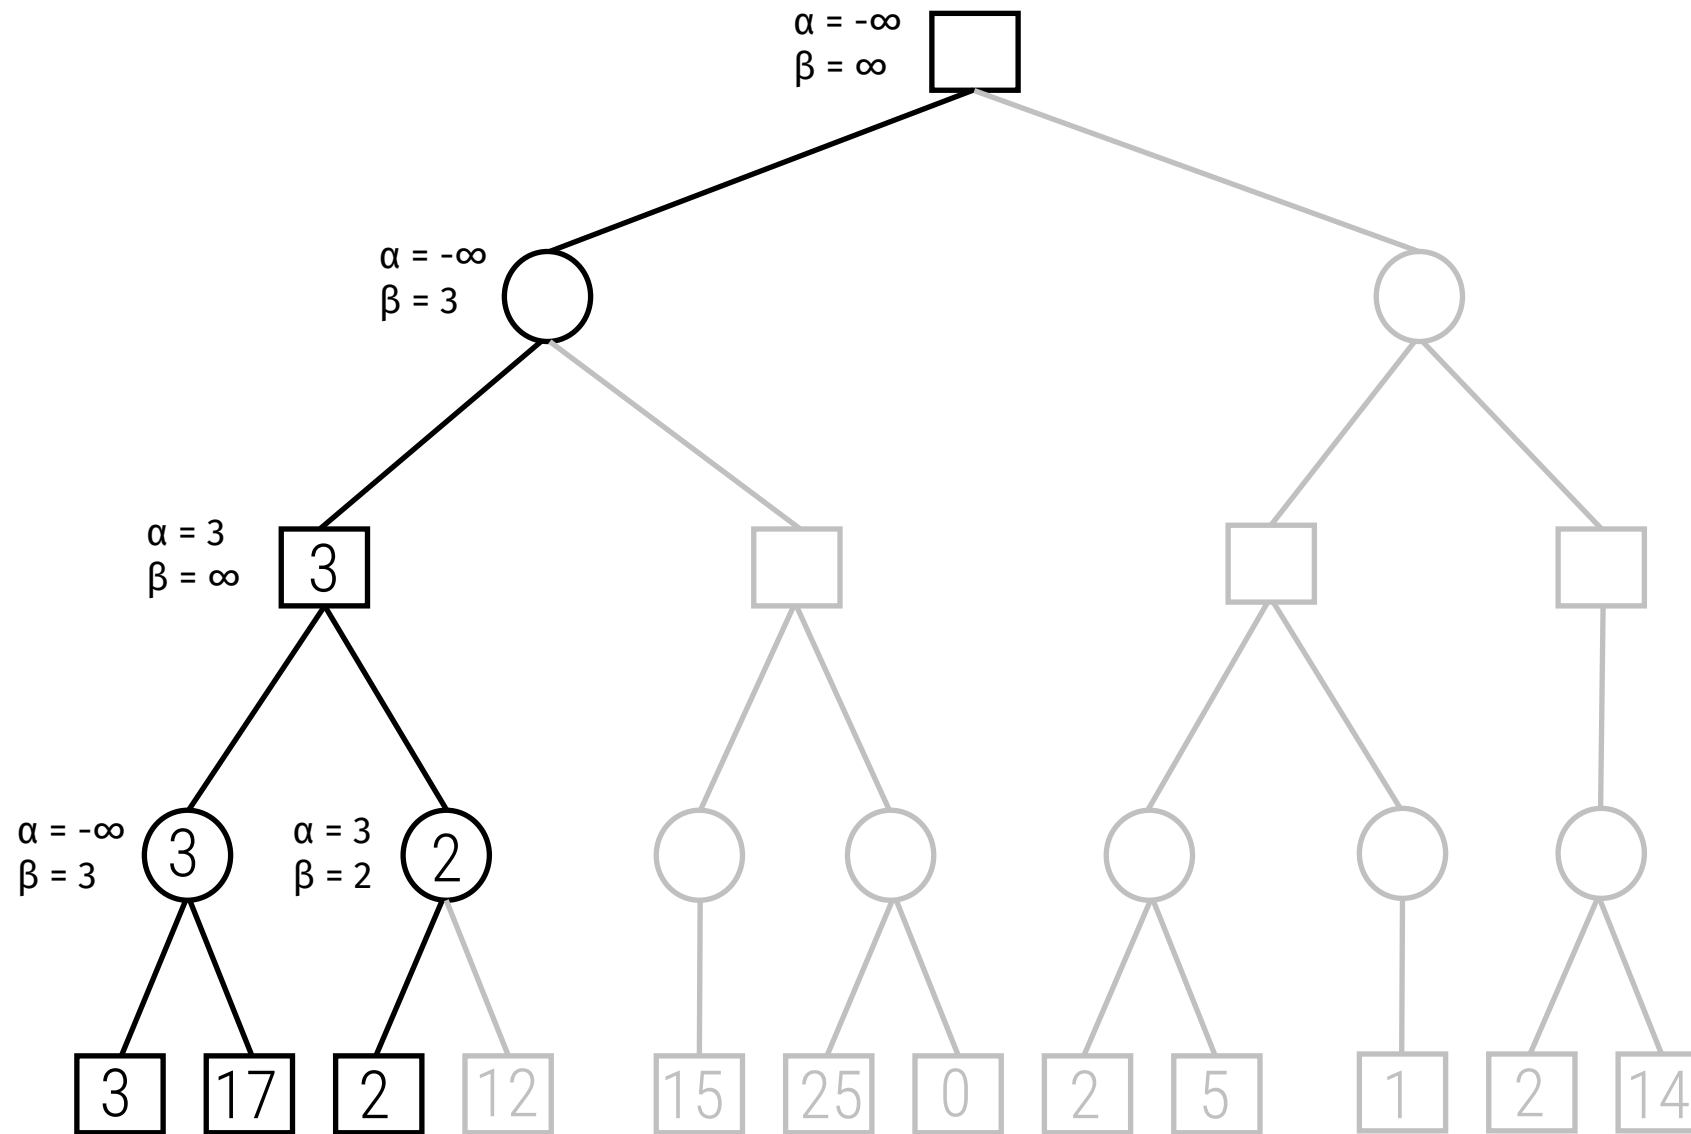 α = -∞
β = ∞
α = -∞
β = 3
α = 3
β = ∞
3
α = -∞
β = 3
3
α = 3
β = 2
2
3
17
2
12
15
25
0
2
5
1
2
14